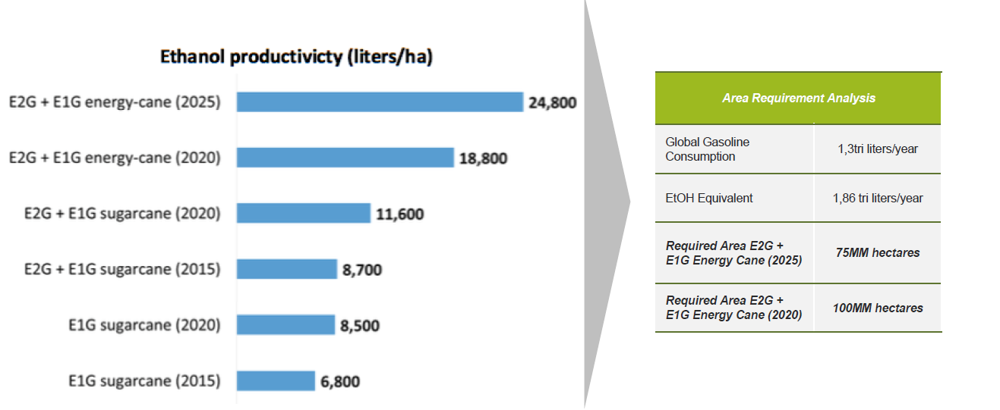 Ethanol productivicty (liters/ha)
E2G + E1G energy-cane (2025)
24,800
E2G + E1G energy-cane (2020)
18,800
E2G + E1G sugarcane (2020)
11,600
E2G + E1G sugarcane (2015)
8,700
E1G sugarcane (2020)
8,500
E1G sugarcane (2015)
6,800
Area Requirement Analysis
Global Gasoline
Consumption
1,3tri liters/year
EtOH Equivalent
1,86 tri liters/year
Required Area E2G +
E1G Energy Cane (2025)
75MM hectares
Required Area E2G +
E1G Energy Cane (2020)
100MM hectares